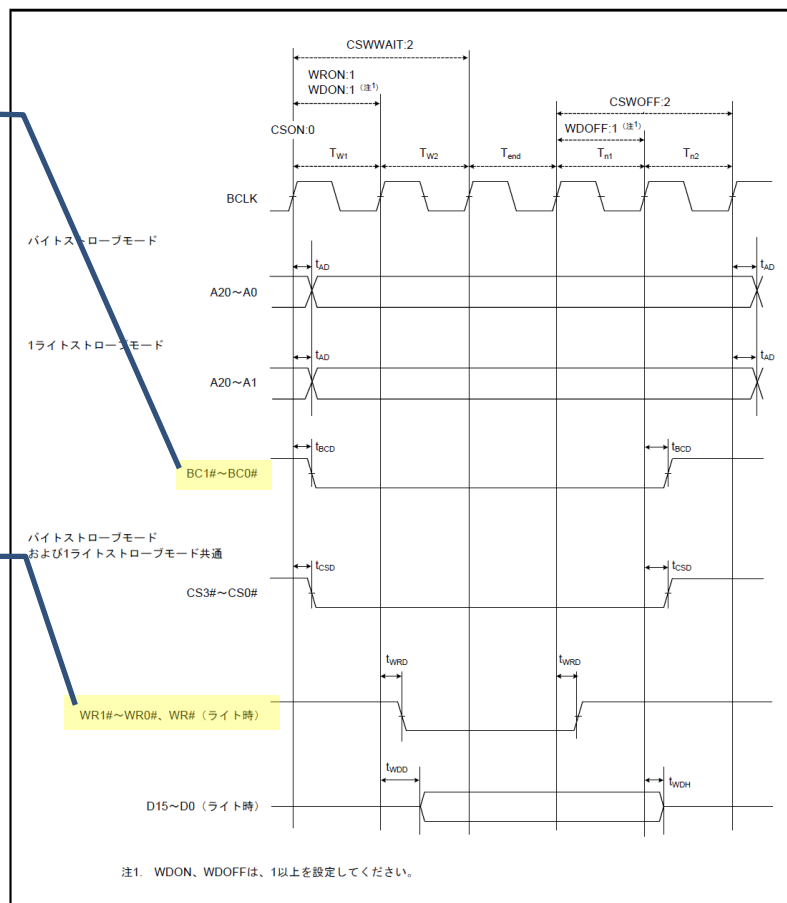 CSWWAIT:2
WRON:1
WDON:1（注1）
CSWOFF:2
WDOFF:1（注1）
CSON:0
TW1 TW2 Tend Tn1 Tn2
BCLK
バイトストローブモード
tAD tAD
A20～A0
1ライトストローブモード
tAD tAD
A20～A1
tBCD tBCD
BC1#～BC0#
バイトストローブモード
および1ライトストローブモード共通
tCSD tCSD
CS3#～CS0#
tWRD tWRD
WR1#～WR0#、WR#（ライト時）
tWDD tWDH
D15～D0（ライト時）
注1. WDON、WDOFFは、1以上を設定してください。